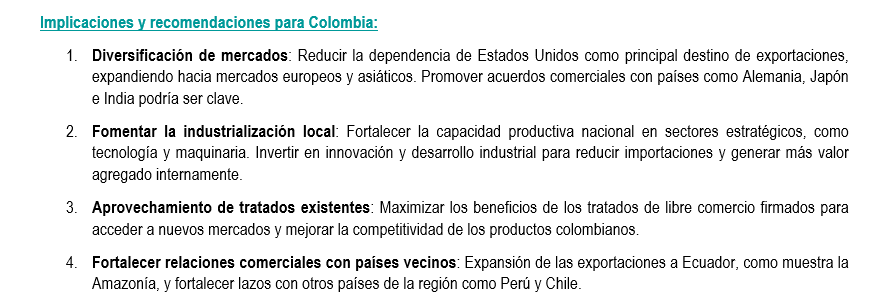 Implicaciones y recomendaciones para Colombia:
1. Diversificación de mercados: Reducir la dependencia de Estados Unidos como principal destino de exportaciones,
expandiendo hacia mercados europeos y asiáticos. Promover acuerdos comerciales con países como Alemania, Japón
e India podría ser clave.
2. Fomentar la industrialización local: Fortalecer la capacidad productiva nacional en sectores estratégicos, como
tecnología y maquinaria. Invertir en innovación y desarrollo industrial para reducir importaciones y generar más valor
agregado internamente.
3. Aprovechamiento de tratados existentes: Maximizar los beneficios de los tratados de libre comercio firmados para
acceder a nuevos mercados y mejorar la competitividad de los productos colombianos.
4. Fortalecer relaciones comerciales con países vecinos: Expansión de las exportaciones a Ecuador, como muestra la
Amazonía, y fortalecer lazos con otros países de la región como Perú y Chile.